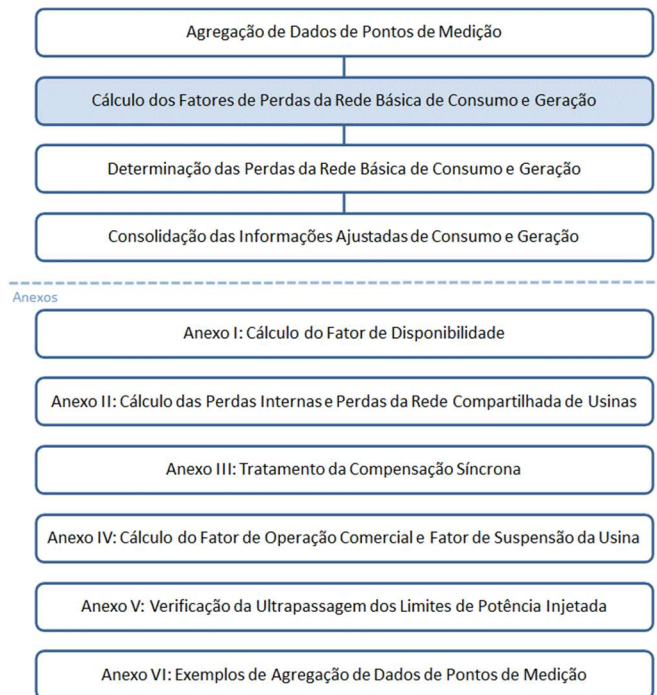 Agregação de Dados de Pontos de Medição
Cálculo dos Fatores de Perdas da Rede Básica de Consumo e Geração
Determinação das Perdas da Rede Básica de Consumo e Geração
Consolidação das Informações Ajustadas de Consumo e Geração
Anexos
Anexo I: Cálculo do Fator de Disponibilidade
Anexo II: Cálculo das Perdas Internas e Perdas da Rede Compartilhada de Usinas
Anexo III: Tratamento da Compensação Síncrona
Anexo IV: Cálculo do Fator de Operação Comercial e Fator de Suspensão da Usina
Anexo V: Verificação da Ultrapassagem dos Limites de Potência Injetada
Anexo VI: Exemplos de Agregação de Dados de Pontos de Medição